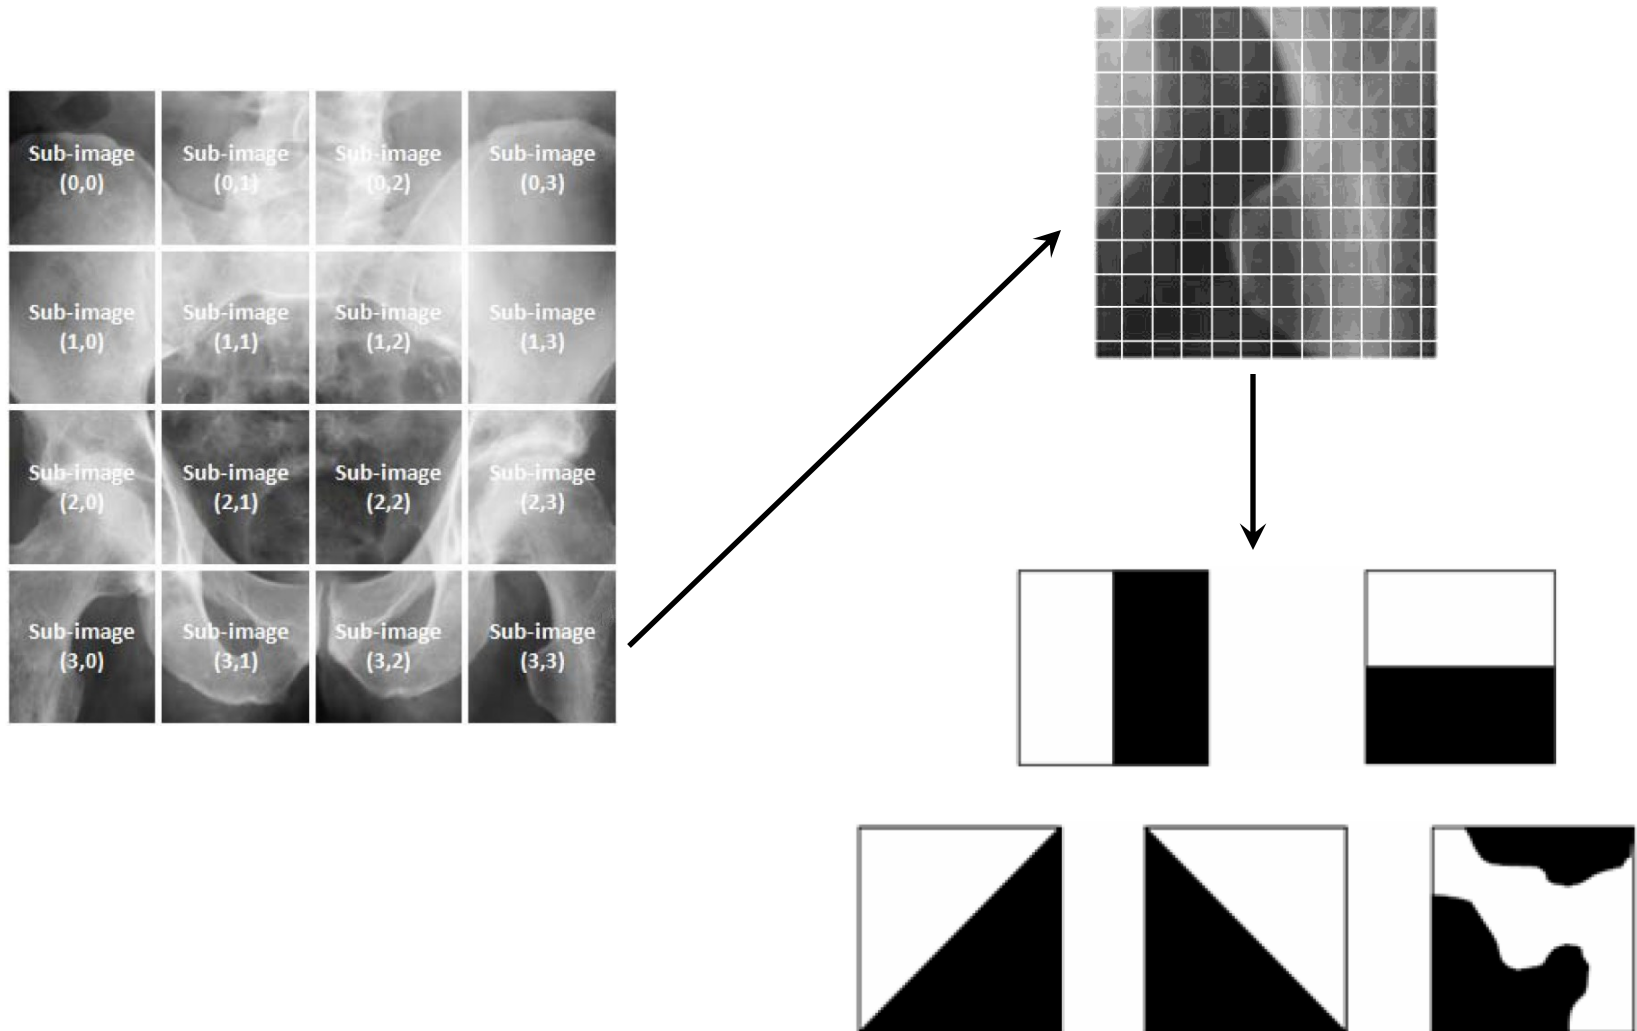 Sub-image
(0,0)
Sub-image
(0,1)
Sub-image
(0,2)
Sub-image
(0,3)
Sub-image
(1,0)
Sub-image
(1,1)
Sub-image
(1,2)
Sub-image
(1,3)
Sub-image
(2,0)
Sub-image
(2,1)
Sub-image
(2,2)
Sub-image
(2,3)
Sub-image
(3,0)
Sub-image
(3,1)
Sub-image
(3,2)
Sub-image
(3,3)